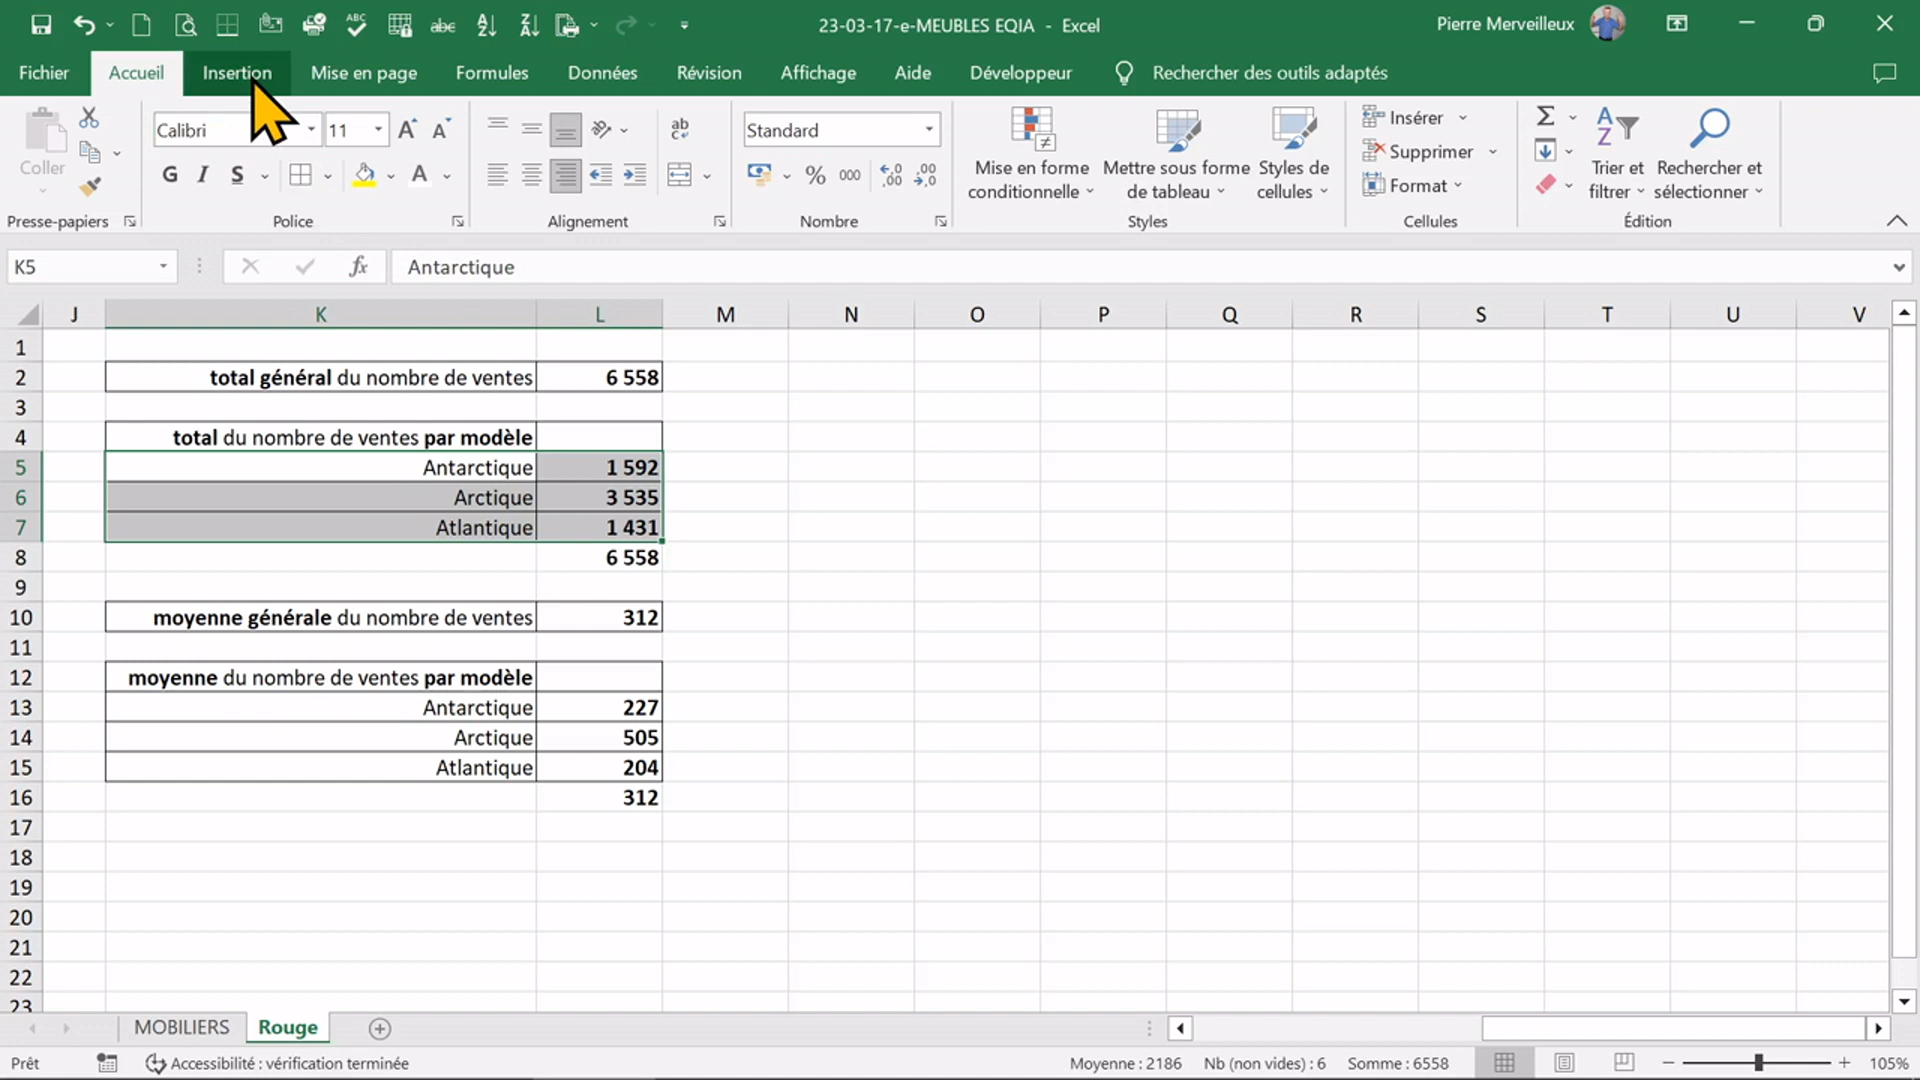 23-03-17-e-MEUBLES EQIA - Excel
Pierre Merveilleux
Fichier Accueil Insertion Mise en page Formules Données Révision Affichage Aide Développeur Rechercher des outils adaptés
Coller
Calibri 11
Standard
G I S
A
% 000
Mise en forme conditionnelle
Mettre sous forme de tableau
Styles de cellules
Insérer
Supprimer
Format
Trier et filtrer
Rechercher et sélectionner
Presse-papiers Police Alignement Nombre Styles Cellules Édition
K5 fx Antarctique
J K L M N O P Q R S T U V
1
2 total général du nombre de ventes 6 558
3
4 total du nombre de ventes par modèle
5 Antarctique 1 592
6 Arctique 3 535
7 Atlantique 1 431
8 6 558
9
10 moyenne générale du nombre de ventes 312
11
12 moyenne du nombre de ventes par modèle
13 Antarctique 227
14 Arctique 505
15 Atlantique 204
16 312
17
18
19
20
21
22
23
MOBILIERS Rouge
Prêt Accessibilité : vérification terminée Moyenne : 2186 Nb (non vides) : 6 Somme : 6558 105%